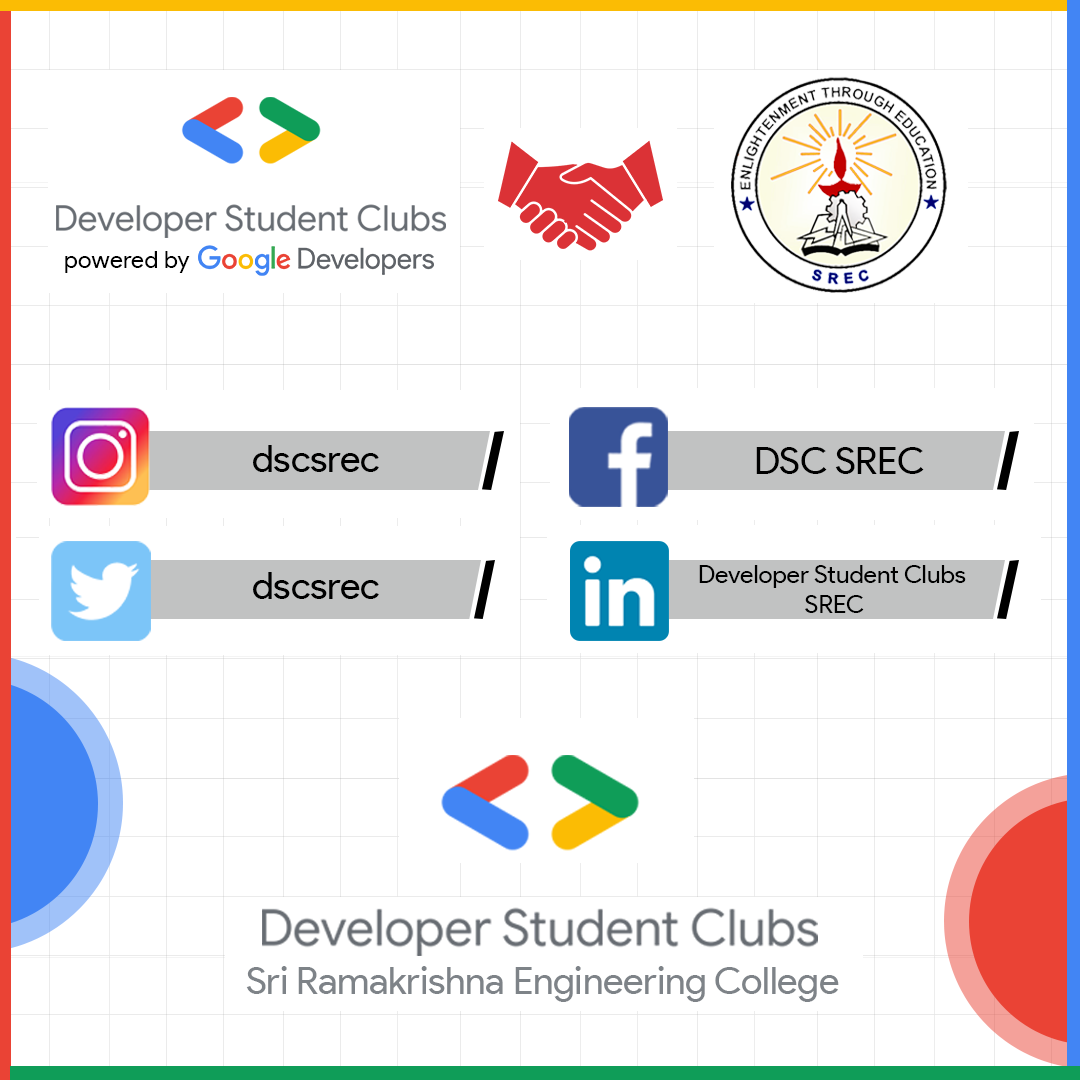 Developer Student Clubs
powered by Google Developers
ENLIGHTENMENT THROUGH EDUCATION
SREC
dscsrec
DSC SREC
dscsrec
in
Developer Student Clubs
SREC
Developer Student Clubs
Sri Ramakrishna Engineering College